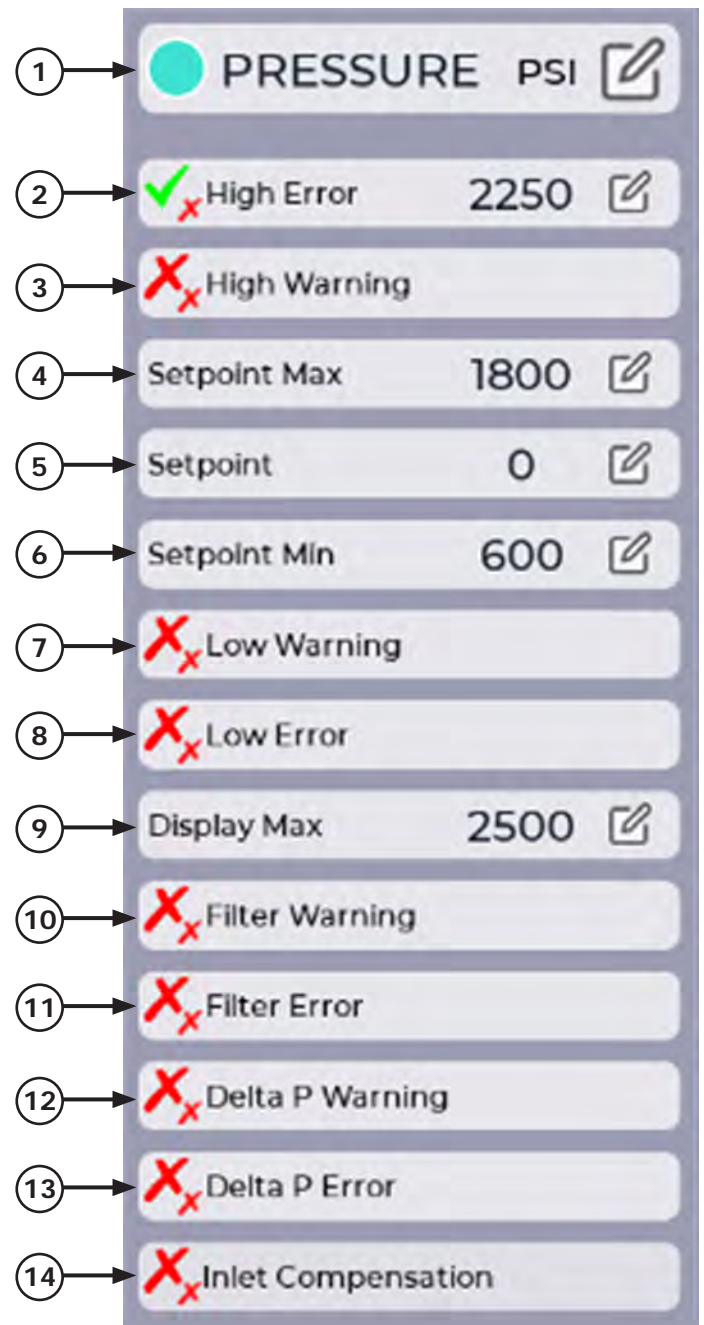 1 PRESSURE PSI
2 High Error 2250
3 High Warning
4 Setpoint Max 1800
5 Setpoint 0
6 Setpoint Min 600
7 Low Warning
8 Low Error
9 Display Max 2500
10 Filter Warning
11 Filter Error
12 Delta P Warning
13 Delta P Error
14 Inlet Compensation